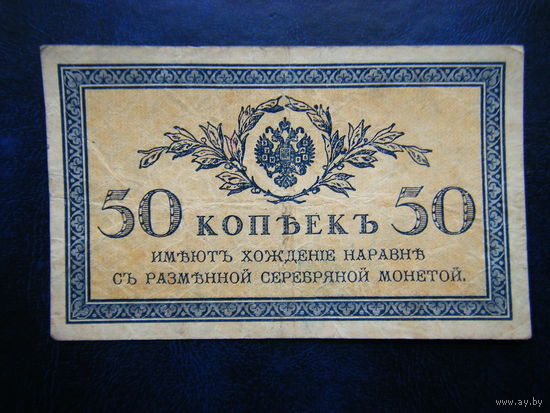 50 КОПѢЕКЪ 50
ИМѢЮТЪ ХОЖДЕНІЕ НАРАВНѢ
СЪ РАЗМѢННОЙ СЕРЕБРЯНОЙ МОНЕТОЙ.
www.ay.by